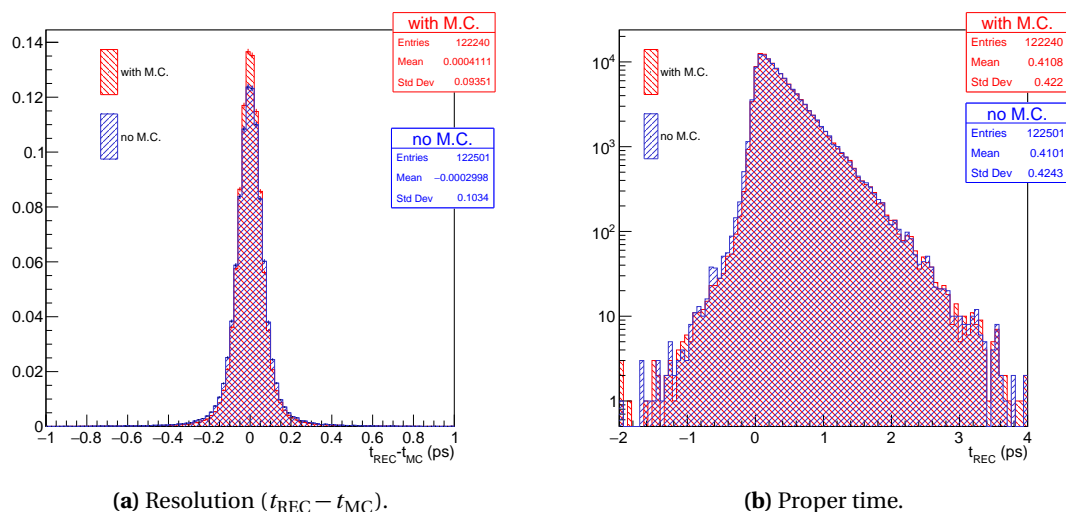 with M.C.
Entries 122240
Mean 0.0004111
Std Dev 0.09351
no M.C.
Entries 122501
Mean −0.0002998
Std Dev 0.1034
with M.C.
no M.C.
0.14
0.12
0.1
0.08
0.06
0.04
0.02
0
−1 −0.8 −0.6 −0.4 −0.2 0 0.2 0.4 0.6 0.8 1
t_REC-t_MC (ps)
with M.C.
Entries 122240
Mean 0.4108
Std Dev 0.422
no M.C.
Entries 122501
Mean 0.4101
Std Dev 0.4243
with M.C.
no M.C.
10^4
10^3
10^2
10
1
−2 −1 0 1 2 3 4
t_REC (ps)
(a) Resolution (t_REC − t_MC).
(b) Proper time.